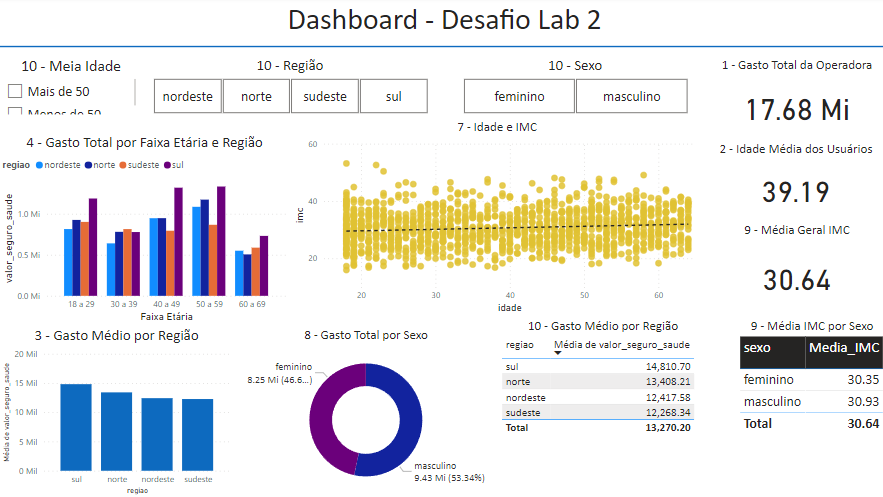 Dashboard - Desafio Lab 2
10 - Meia Idade
Mais de 50
Menos de 50
10 - Região
nordeste norte sudeste sul
10 - Sexo
feminino masculino
1 - Gasto Total da Operadora
17.68 Mi
2 - Idade Média dos Usuários
39.19
9 - Média Geral IMC
30.64
4 - Gasto Total por Faixa Etária e Região
regiao nordeste norte sudeste sul
valor_seguro_saude
1.0 Mi
0.5 Mi
0.0 Mi
18 a 29 30 a 39 40 a 49 50 a 59 60 a 69
Faixa Etária
7 - Idade e IMC
imc
60
40
20
20 30 40 50 60
idade
3 - Gasto Médio por Região
Média de valor_seguro_saude
20 Mil
15 Mil
10 Mil
5 Mil
0 Mil
sul norte nordeste sudeste
regiao
8 - Gasto Total por Sexo
feminino
8.25 Mi (46.6...)
masculino
9.43 Mi (53.34%)
10 - Gasto Médio por Região
regiao Média de valor_seguro_saude
sul 14,810.70
norte 13,408.21
nordeste 12,417.58
sudeste 12,268.34
Total 13,270.20
9 - Média IMC por Sexo
sexo Media_IMC
feminino 30.35
masculino 30.93
Total 30.64